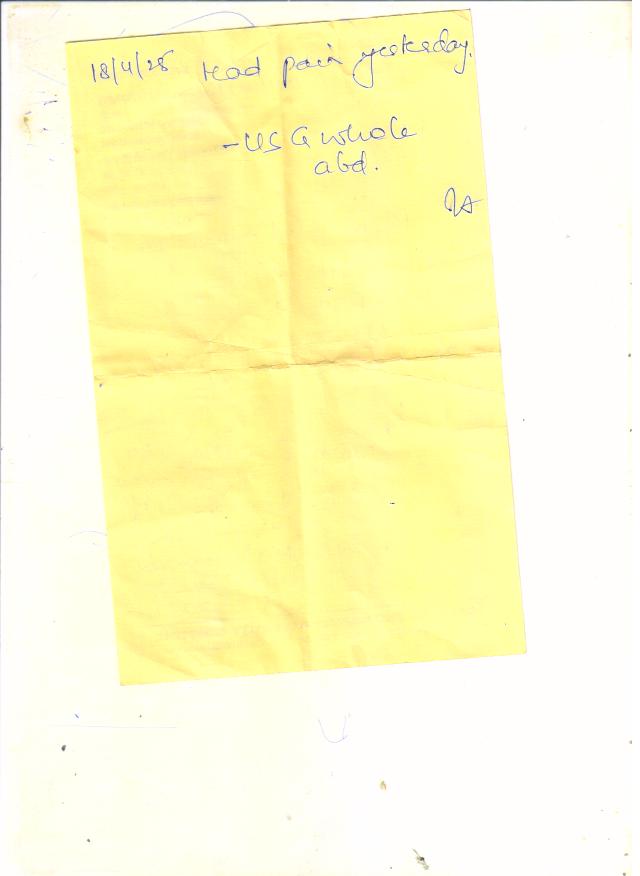 18/4/25 Had pain yesterday.
- USG whole
abd.